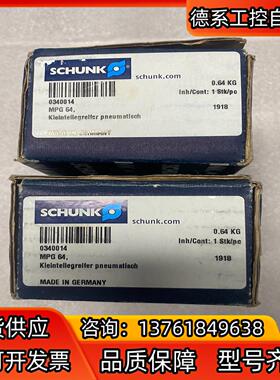 德系工控自
SCHUNK
schunk.com
0.64 KG
Inh/Cont: 1 Stk/pc
0340014
MPG 64,
1918
Kleinteilegreifer pneumatisch
GERMANY
SCHUNK
schunk.com
0.64 KG
Inh/Cont: 1 Stk/pc
0340014
MPG 64,
1918
Kleinteilegreifer pneumatisch
MADE IN GERMANY
货供应
咨询：13761849638
可开发票
品质保障
型号齐